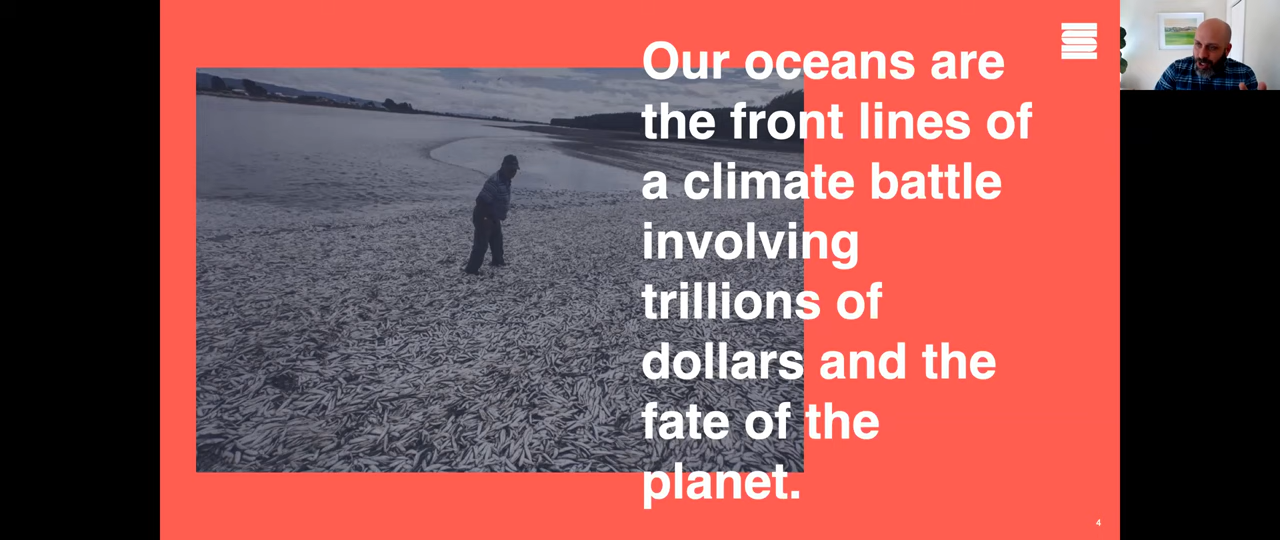 Our oceans are
the front lines of
a climate battle
involving
trillions of
dollars and the
fate of the
planet.
4